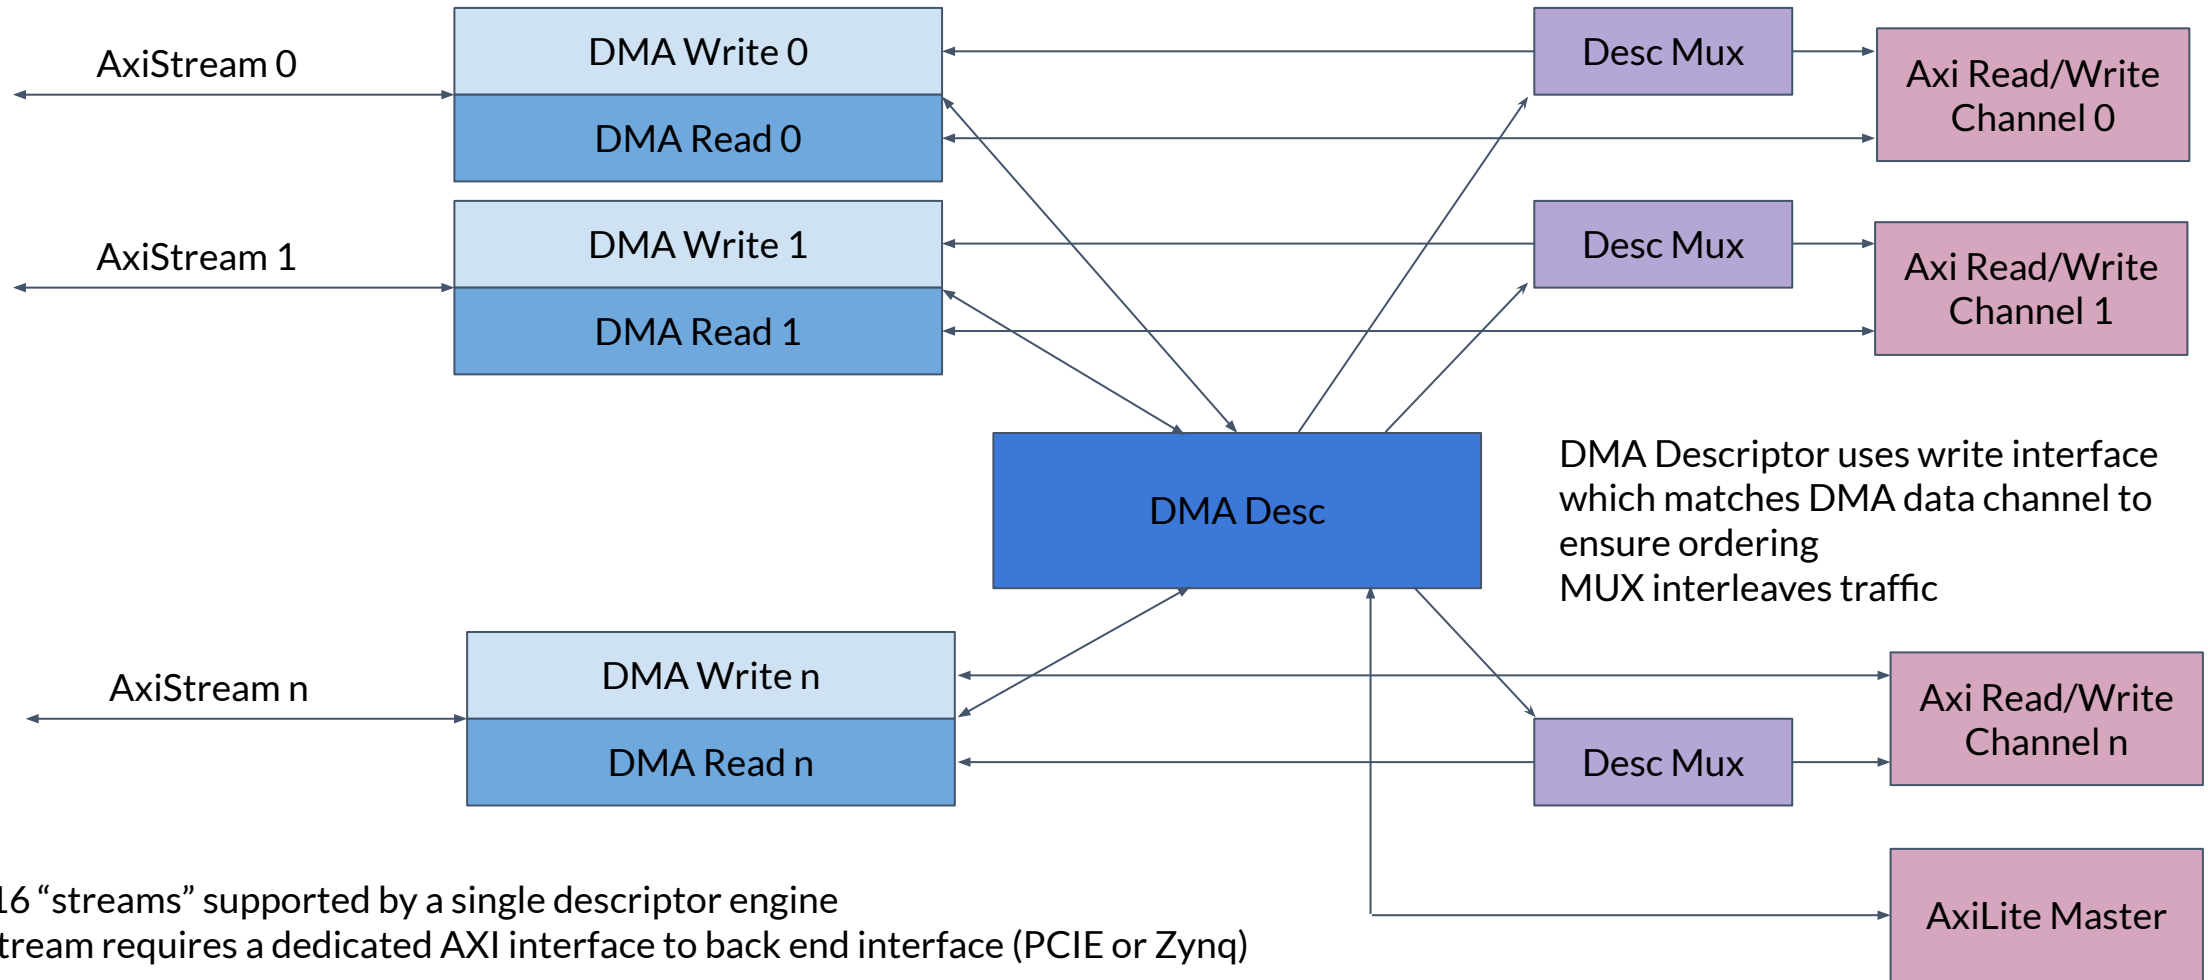 AxiStream 0
DMA Write 0
DMA Read 0
Desc Mux
Axi Read/Write
Channel 0
AxiStream 1
DMA Write 1
DMA Read 1
Desc Mux
Axi Read/Write
Channel 1
DMA Desc
DMA Descriptor uses write interface
which matches DMA data channel to
ensure ordering
MUX interleaves traffic
AxiStream n
DMA Write n
DMA Read n
Desc Mux
Axi Read/Write
Channel n
AxiLite Master
16 “streams” supported by a single descriptor engine
tream requires a dedicated AXI interface to back end interface (PCIE or Zynq)